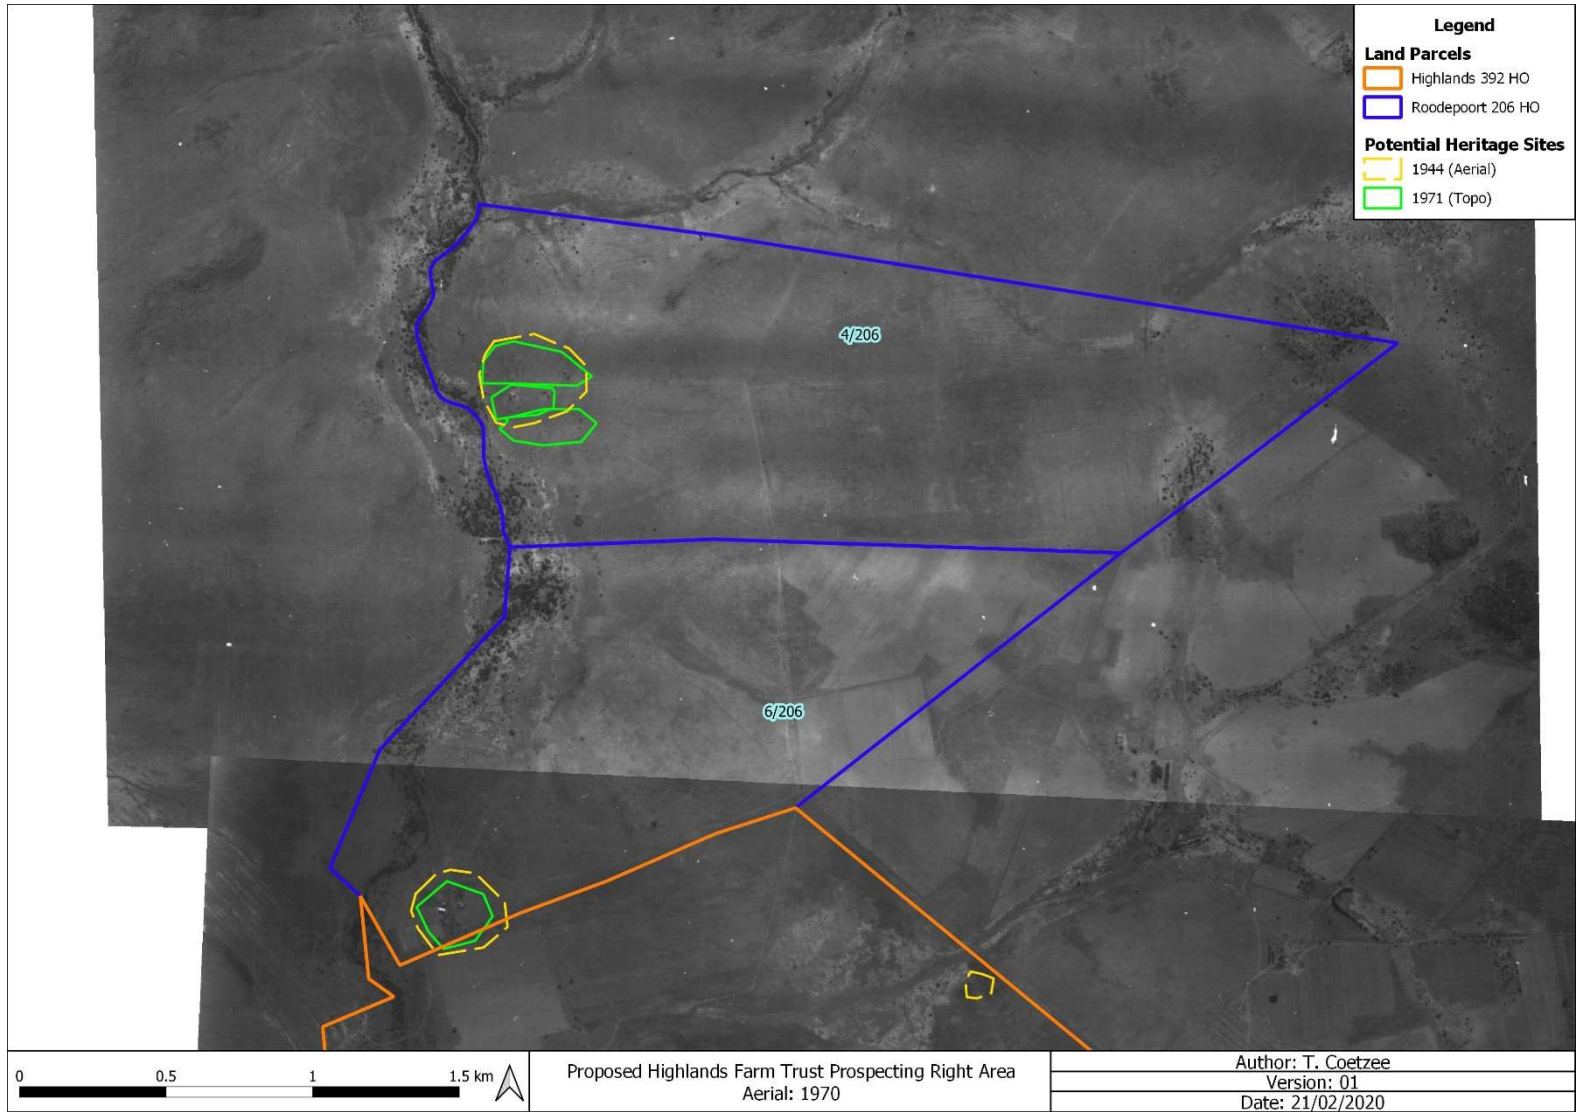 Legend
Land Parcels
Highlands 392 HO
Roodepoort 206 HO
Potential Heritage Sites
1944 (Aerial)
1971 (Topo)
4/206
6/206
0 0.5 1 1.5 km
Proposed Highlands Farm Trust Prospecting Right Area
Aerial: 1970
Author: T. Coetzee
Version: 01
Date: 21/02/2020